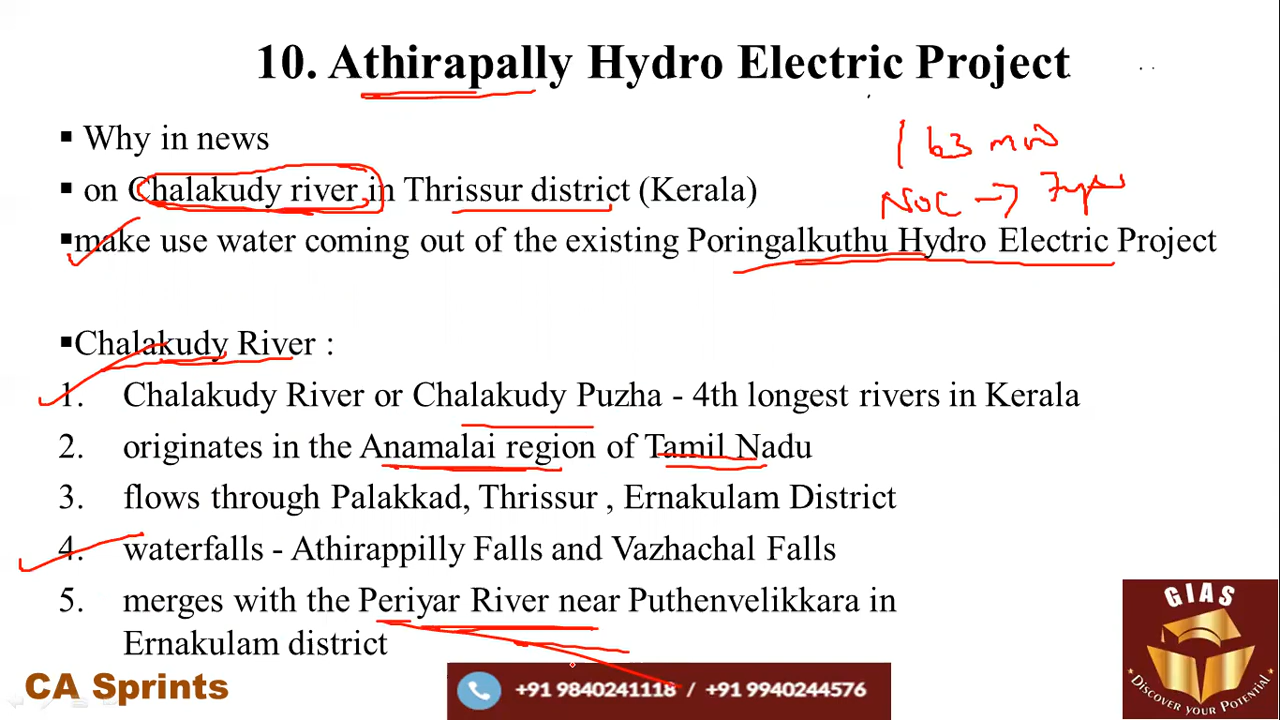 10. Athirapally Hydro Electric Project
▪ Why in news
▪ on Chalakudy river in Thrissur district (Kerala)
▪make use water coming out of the existing Poringalkuthu Hydro Electric Project
163 mw
NOC → 7 yrs
▪Chalakudy River :
1. Chalakudy River or Chalakudy Puzha - 4th longest rivers in Kerala
2. originates in the Anamalai region of Tamil Nadu
3. flows through Palakkad, Thrissur , Ernakulam District
4. waterfalls - Athirappilly Falls and Vazhachal Falls
5. merges with the Periyar River near Puthenvelikkara in
Ernakulam district
CA Sprints
+91 9840241118 / +91 9940244576
GIAS
DISCOVER YOUR POTENTIAL